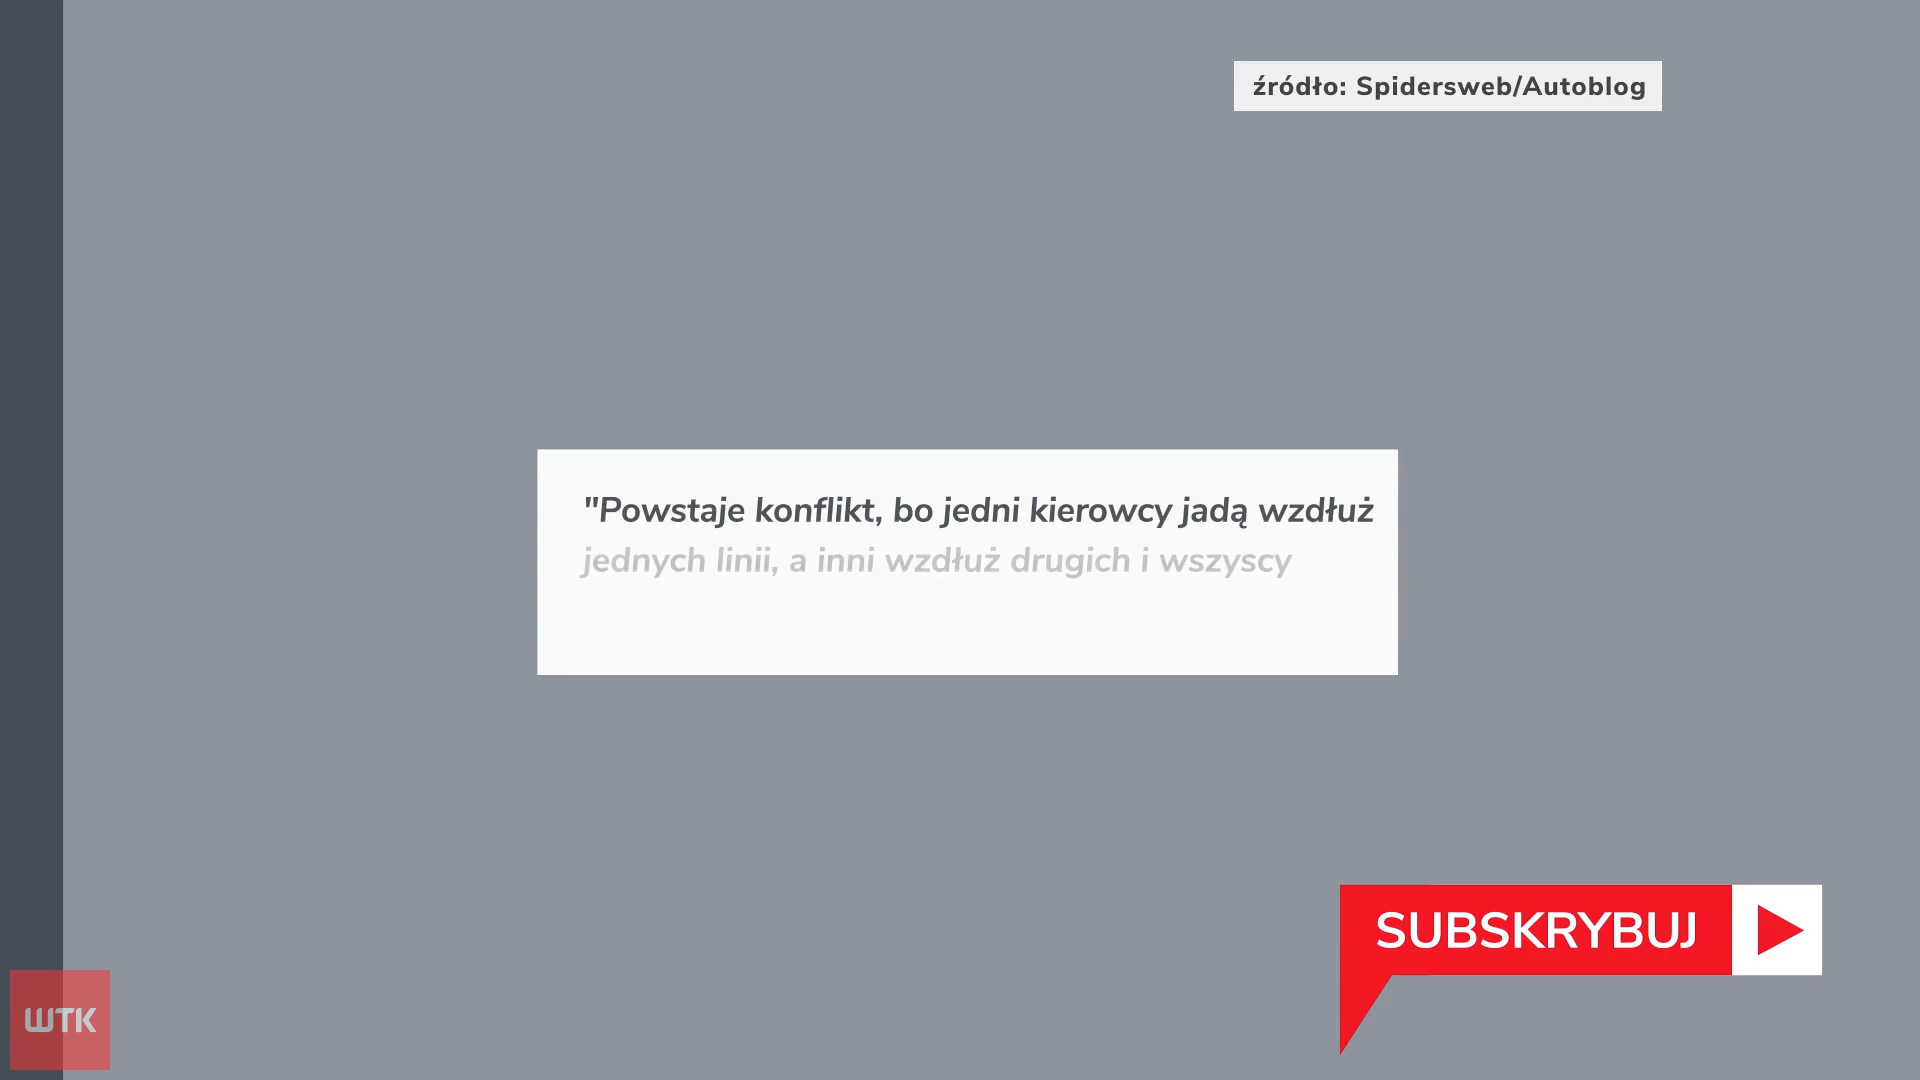 źródło: Spidersweb/Autoblog
"Powstaje konflikt, bo jedni kierowcy jadą wzdłuż
jednych linii, a inni wzdłuż drugich i wszyscy
SUBSKRYBUJ
WTK